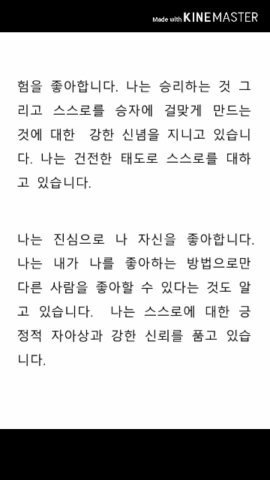 Made with KINEMASTER
험을 좋아합니다. 나는 승리하는 것 그
리고 스스로를 승자에 걸맞게 만드는
것에 대한 강한 신념을 지니고 있습니
다. 나는 건전한 태도로 스스로를 대하
고 있습니다.
나는 진심으로 나 자신을 좋아합니다.
나는 내가 나를 좋아하는 방법으로만
다른 사람을 좋아할 수 있다는 것도 알
고 있습니다. 나는 스스로에 대한 긍
정적 자아상과 강한 신뢰를 품고 있습
니다.